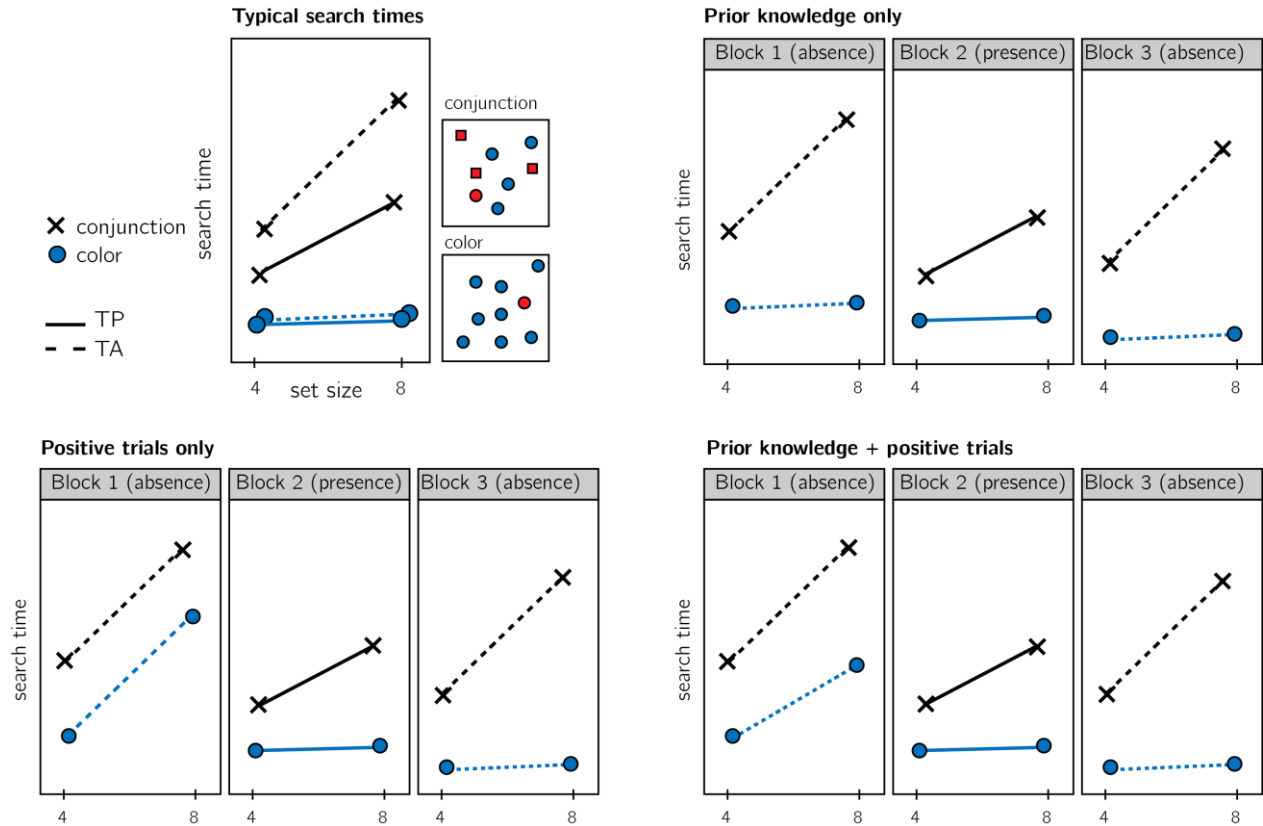 Typical search times
search time
4 8
set size
conjunction
color
conjunction
color
TP
TA
Prior knowledge only
Block 1 (absence) Block 2 (presence) Block 3 (absence)
search time
4 8 4 8 4 8
Positive trials only
Block 1 (absence) Block 2 (presence) Block 3 (absence)
search time
4 8 4 8 4 8
Prior knowledge + positive trials
Block 1 (absence) Block 2 (presence) Block 3 (absence)
search time
4 8 4 8 4 8